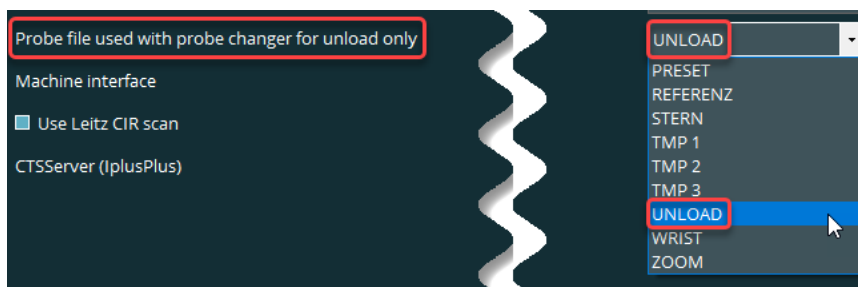 Probe file used with probe changer for unload only
Machine interface
Use Leitz CIR scan
CTSServer (IplusPlus)
UNLOAD
PRESET
REFERENZ
STERN
TMP 1
TMP 2
TMP 3
UNLOAD
WRIST
ZOOM